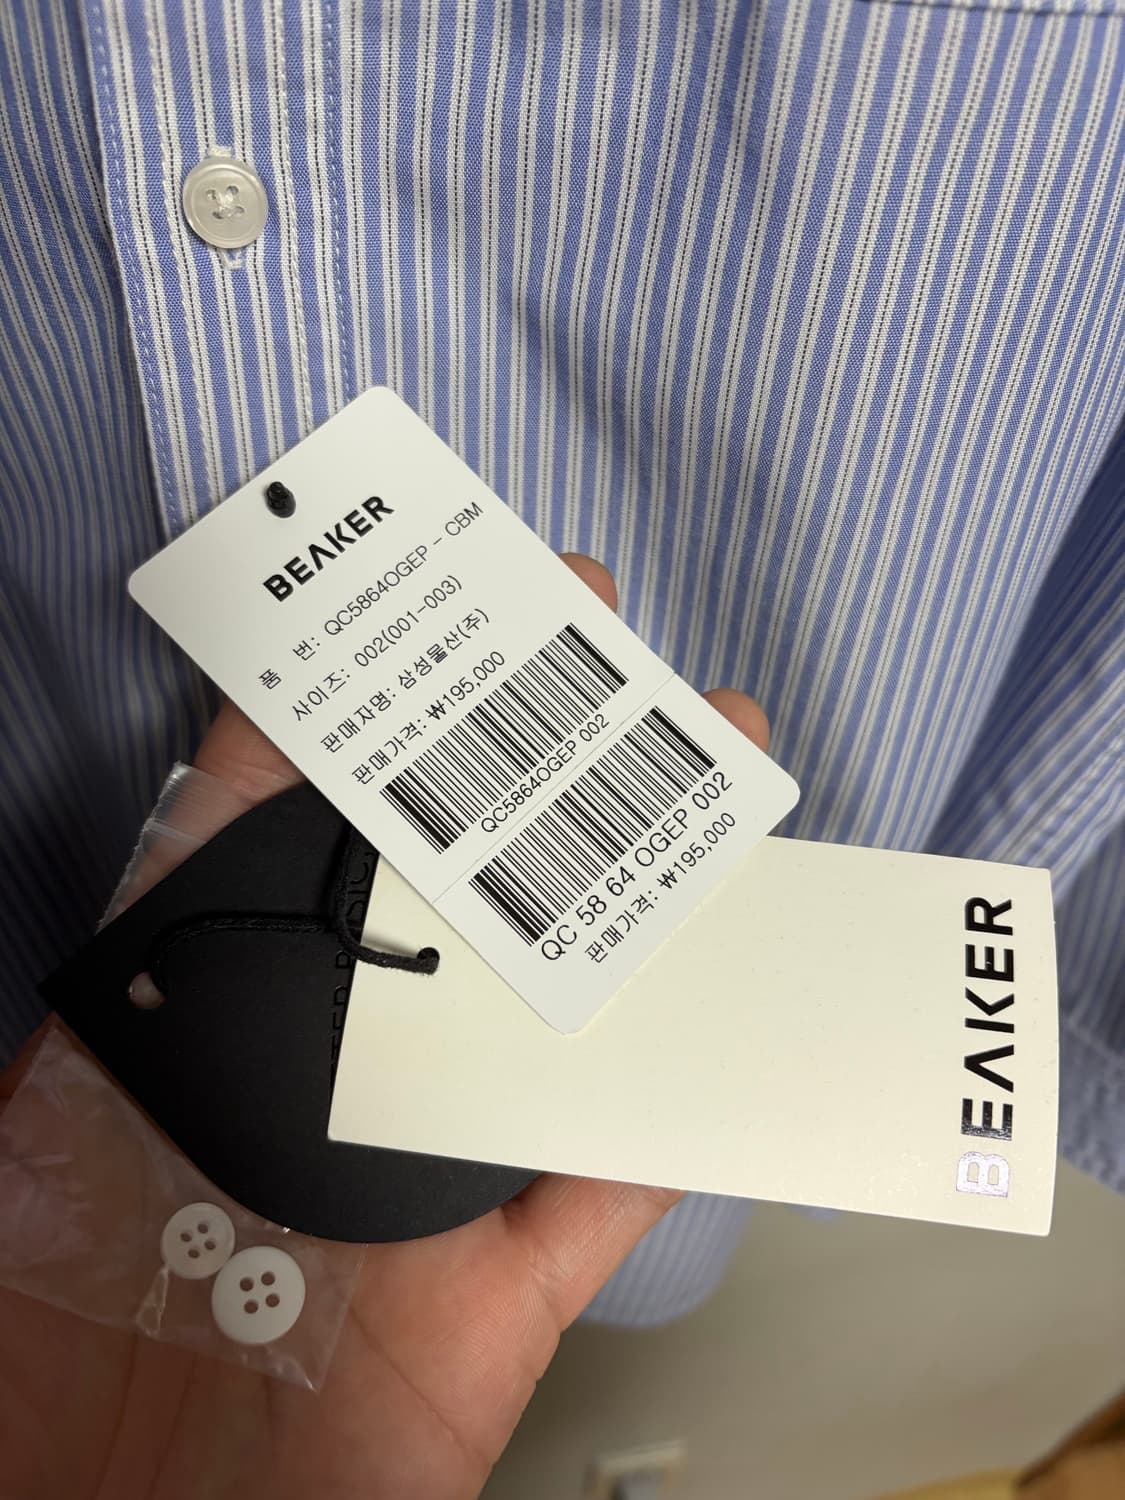 BEAKER
품 번: QC5864OGEP - CBM
사이즈: 002(001-003)
판매자명: 삼성물산(주)
판매가격: ₩195,000
QC5864OGEP 002
QC 58 64 OGEP 002
판매가격: ₩195,000
BEAKER